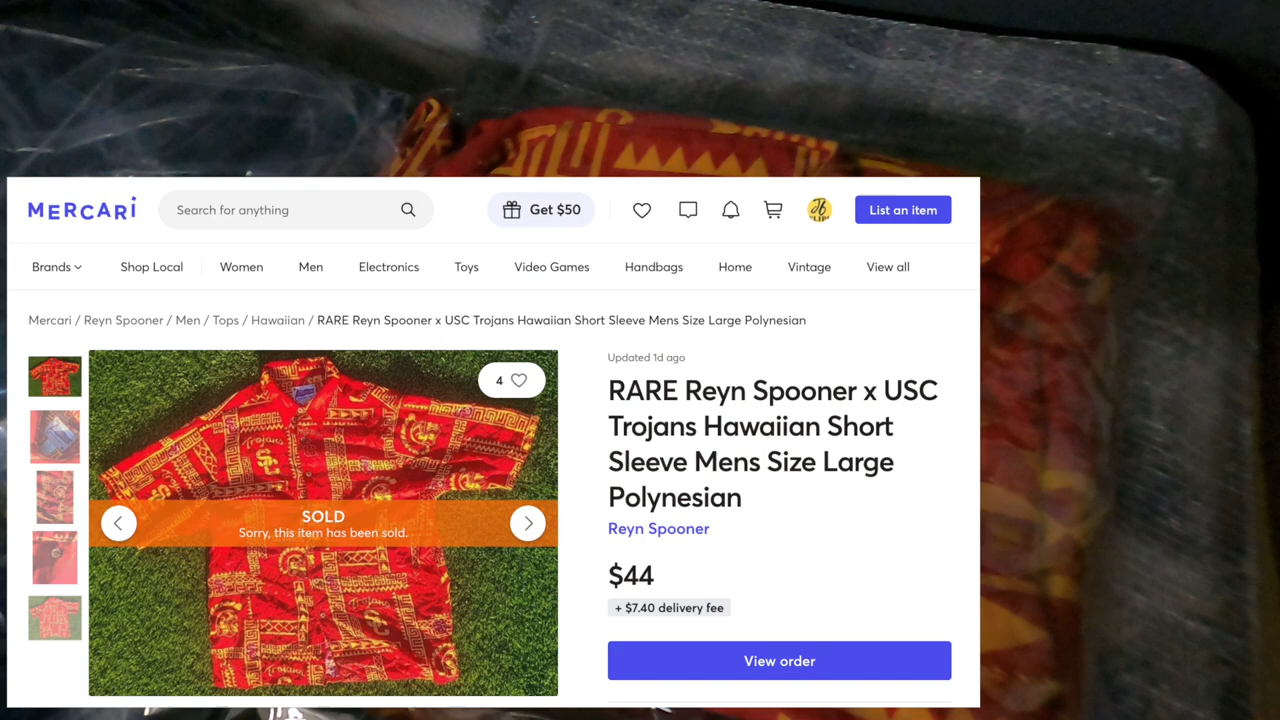 MERCARI
Search for anything
Get $50
List an item
Brands
Shop Local
Women
Men
Electronics
Toys
Video Games
Handbags
Home
Vintage
View all
Mercari / Reyn Spooner / Men / Tops / Hawaiian / RARE Reyn Spooner x USC Trojans Hawaiian Short Sleeve Mens Size Large Polynesian
4
Trojans
SC
SOLD
Sorry, this item has been sold.
Trojans
Updated 1d ago
RARE Reyn Spooner x USC
Trojans Hawaiian Short
Sleeve Mens Size Large
Polynesian
Reyn Spooner
$44
+ $7.40 delivery fee
View order